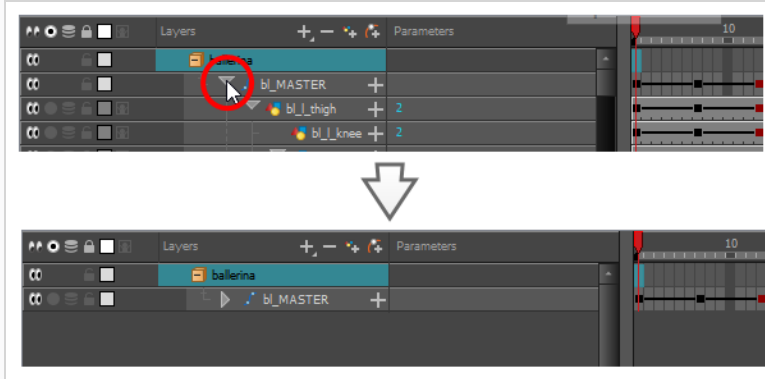 Layers Parameters 10
ballerina
bl_MASTER
bl_l_thigh 2
bl_l_knee 2
Layers Parameters 10
ballerina
bl_MASTER